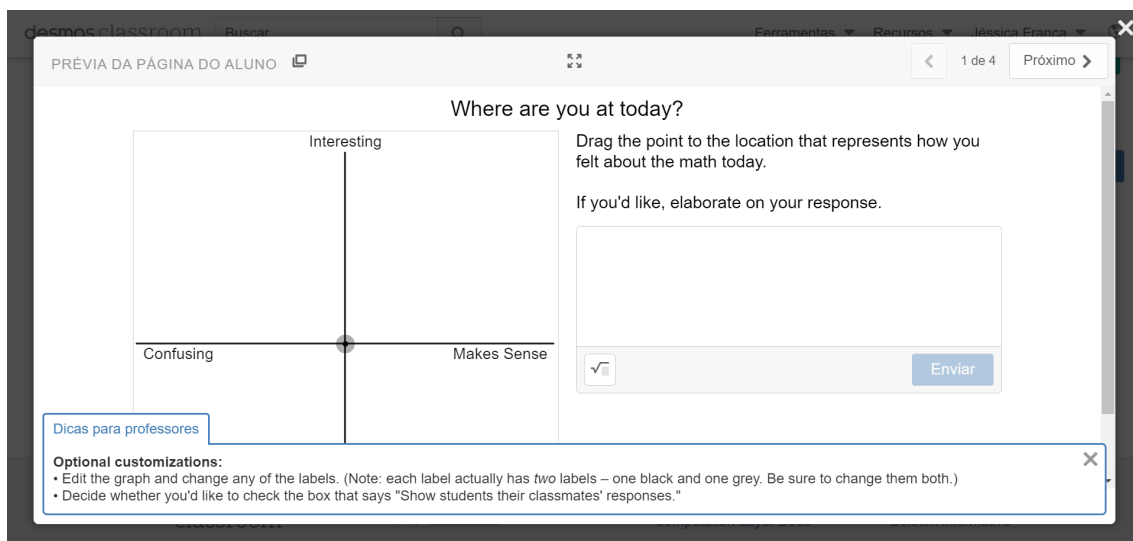 desmos classroom Buscar Ferramentas Recursos Jéssica França
PRÉVIA DA PÁGINA DO ALUNO 1 de 4 Próximo
Where are you at today?
Interesting
Confusing
Makes Sense
Drag the point to the location that represents how you
felt about the math today.
If you'd like, elaborate on your response.
√
Enviar
Dicas para professores
Optional customizations:
• Edit the graph and change any of the labels. (Note: each label actually has two labels – one black and one grey. Be sure to change them both.)
• Decide whether you'd like to check the box that says "Show students their classmates' responses."